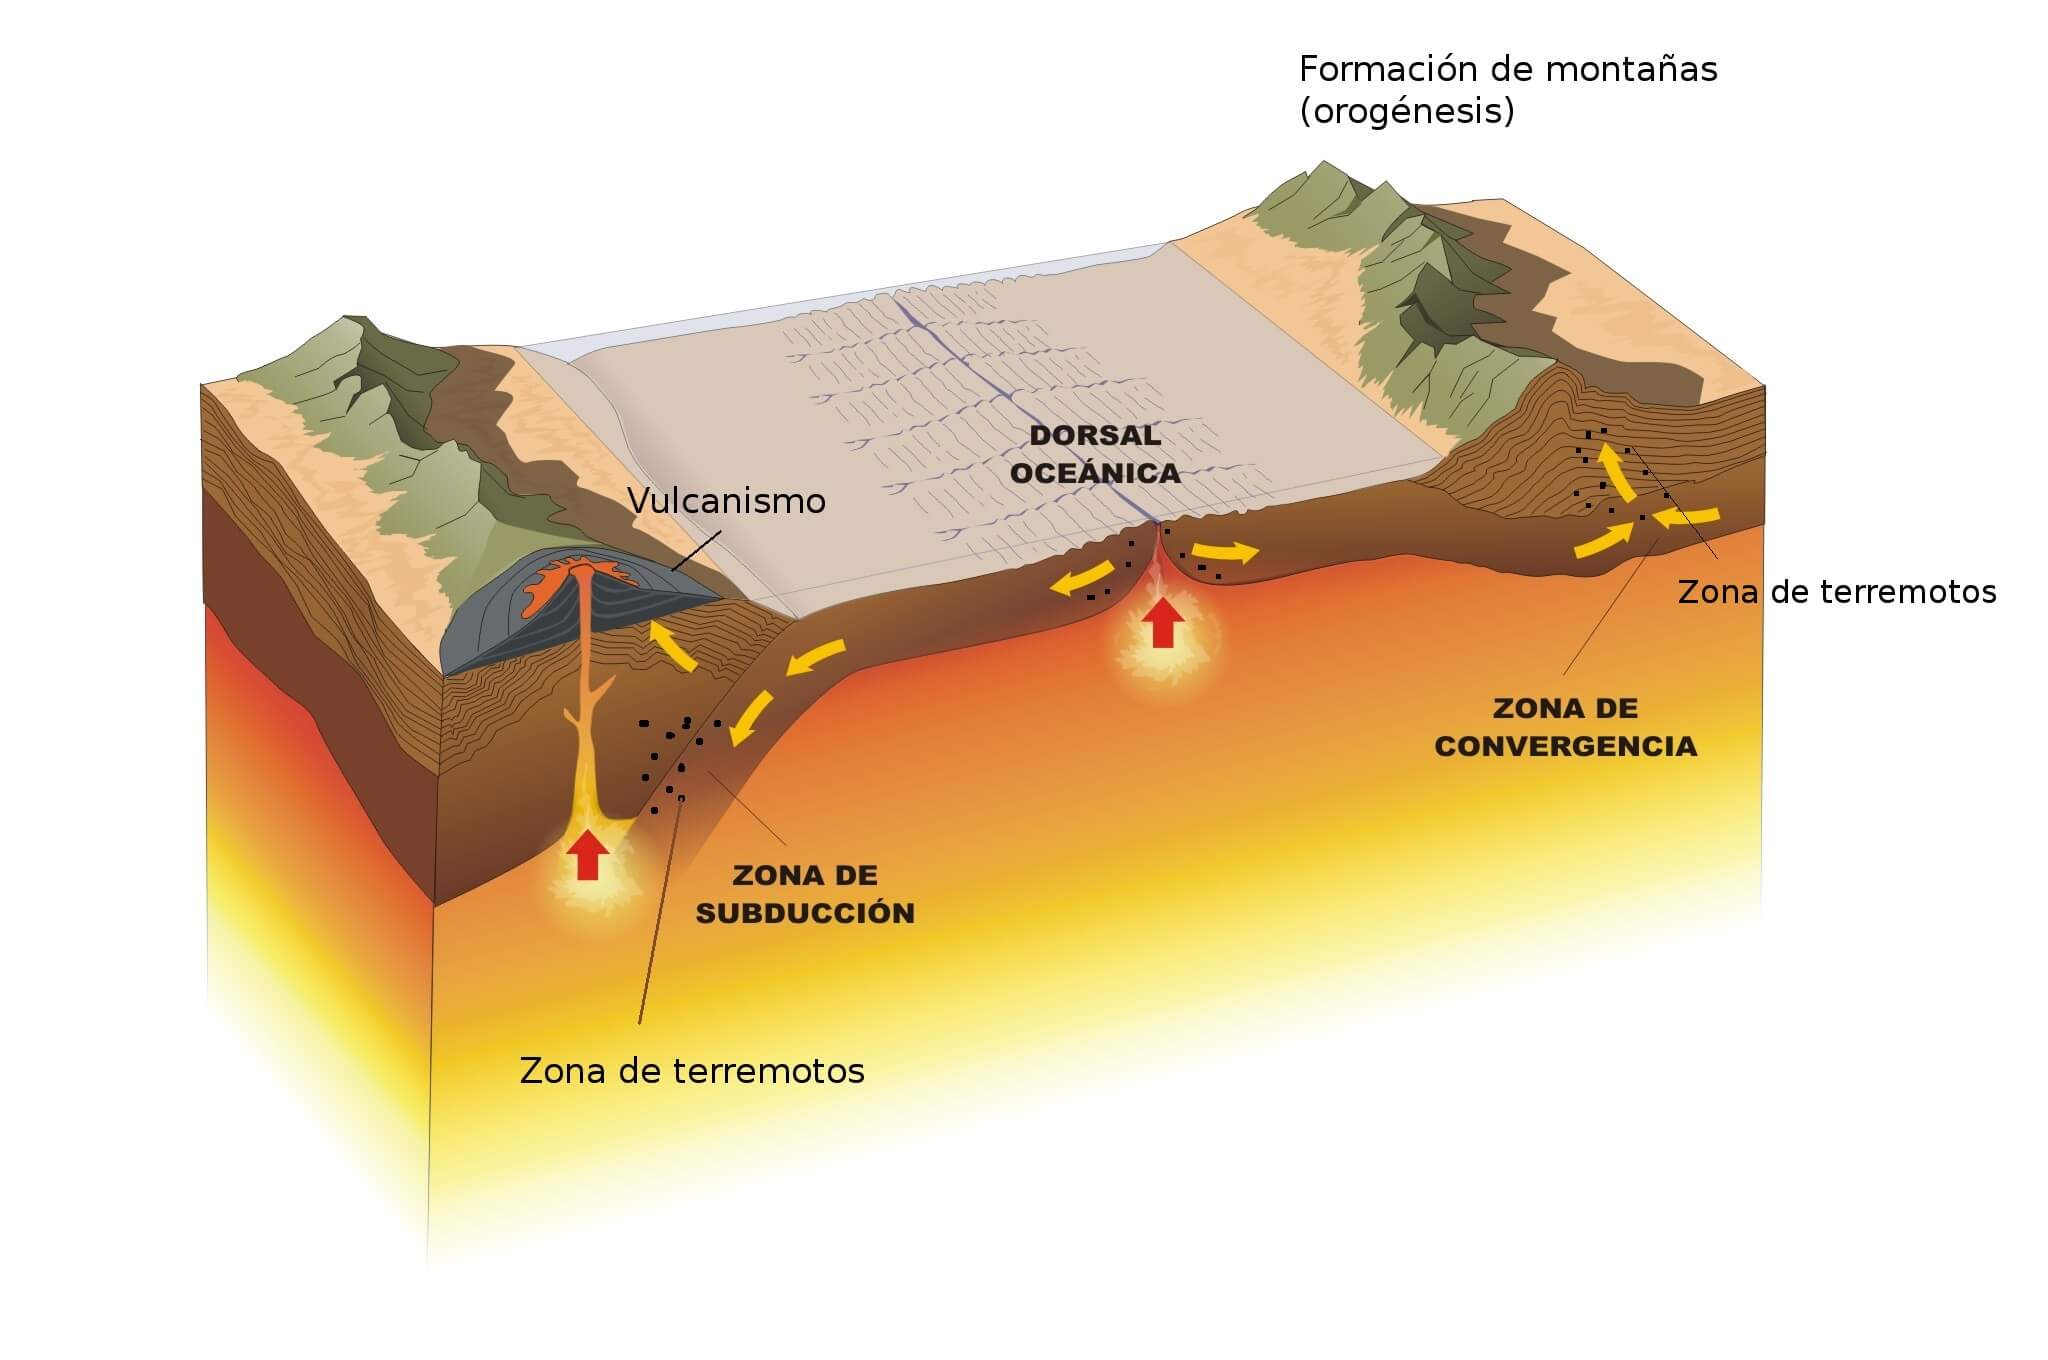 Formación de montañas
(orogénesis)
DORSAL
OCEÁNICA
Vulcanismo
Zona de terremotos
ZONA DE
CONVERGENCIA
ZONA DE
SUBDUCCIÓN
Zona de terremotos